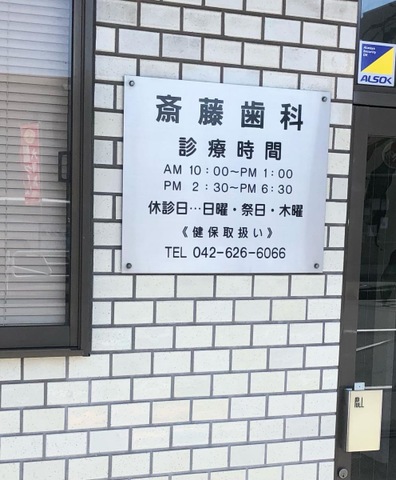 斎藤歯科
診療時間
AM 10:00~PM 1:00
PM 2:30~PM 6:30
休診日…日曜・祭日・木曜
《健保取扱い》
TEL 042-626-6066
ALSOK